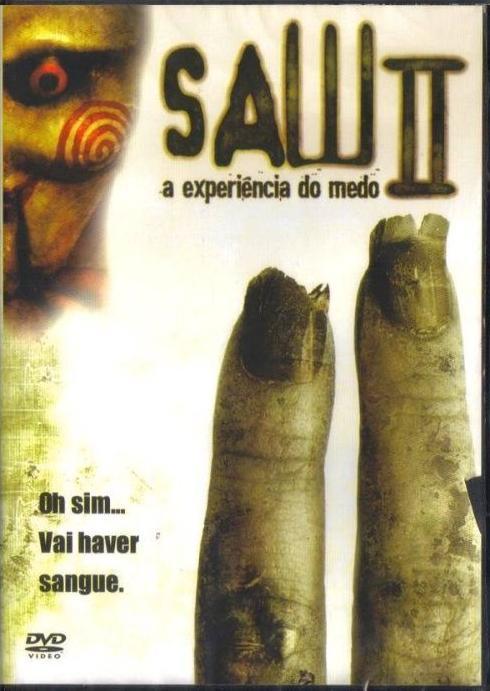 SAW II
a experiência do medo
Oh sim...
Vai haver
sangue.
DVD
VIDEO